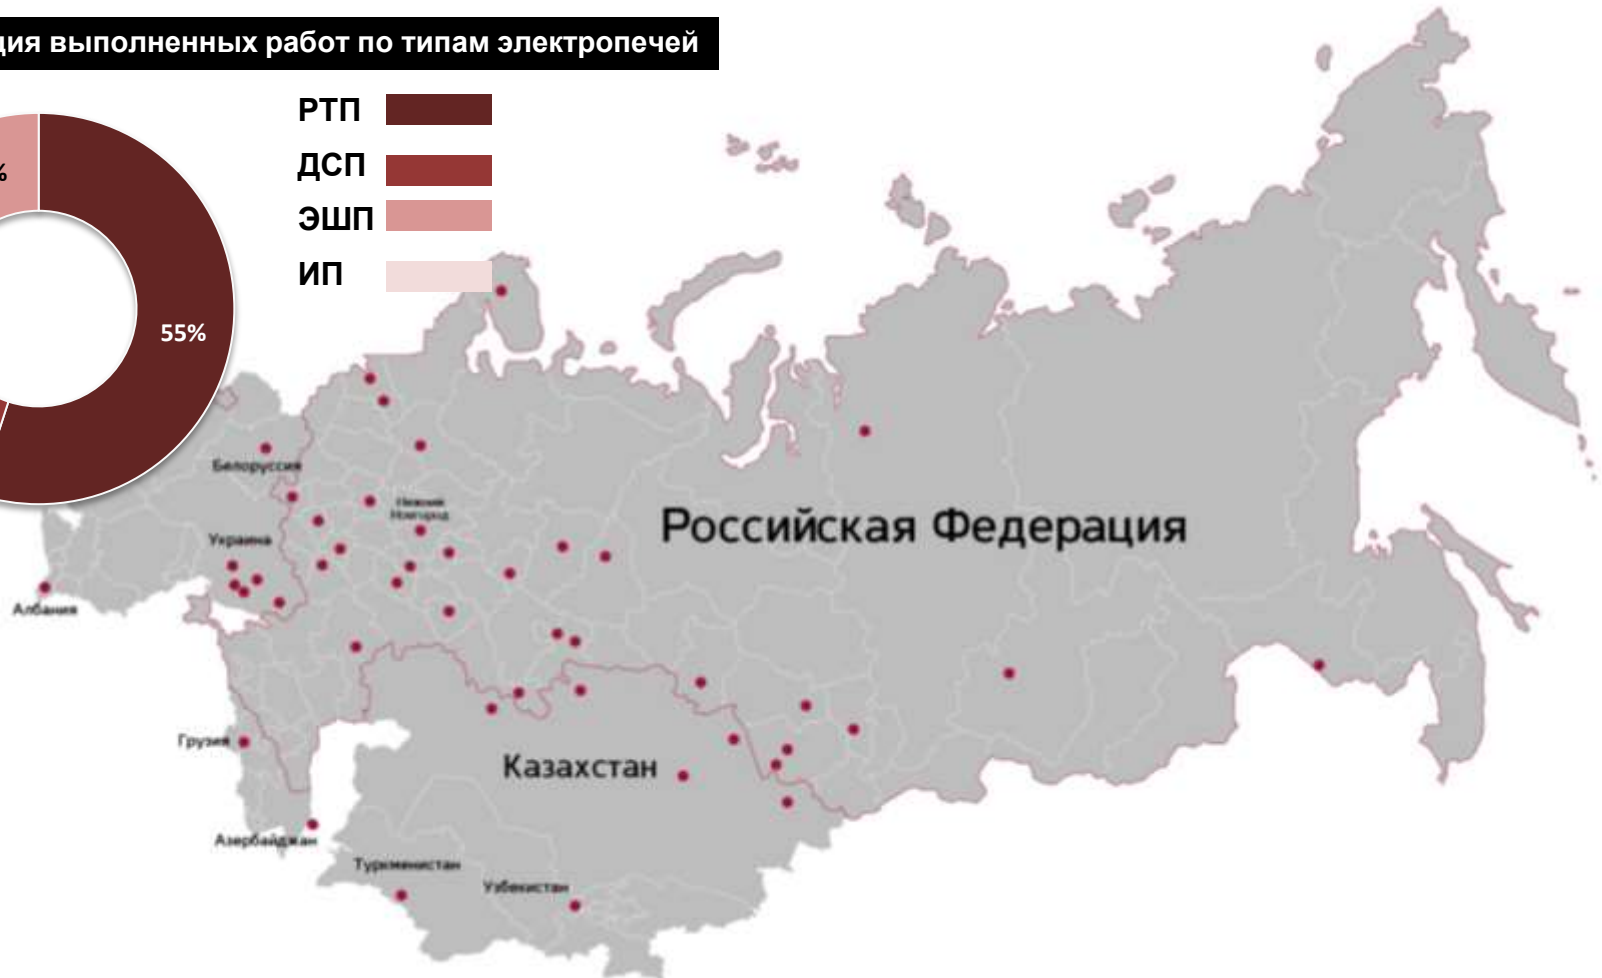 ция выполненных работ по типам электропечей
РТП
ДСП
ЭШП
ИП
%
55%
Белоруссия
Нижний
Новгород
Украина
Российская Федерация
Албания
Грузия
Казахстан
Азербайджан
Туркменистан
Узбекистан